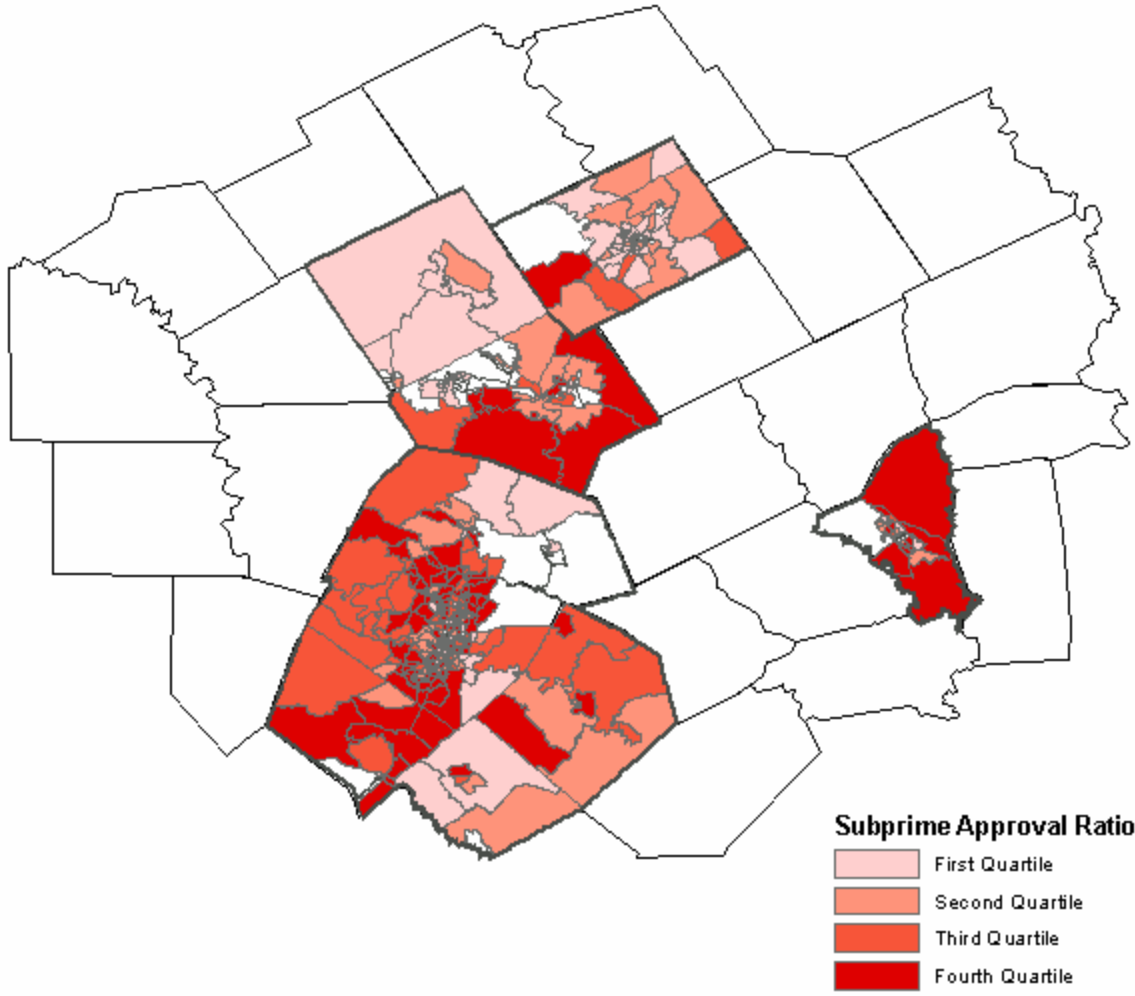 Subprime Approval Ratio
First Quartile
Second Quartile
Third Quartile
Fourth Quartile